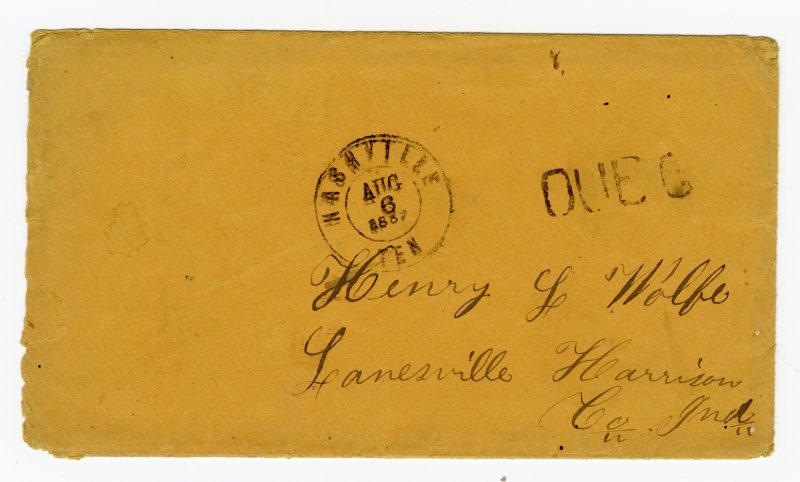 NASHVILLE
AUG
6
TEN
DUE 6
Henry L Wolfe
Lanesville Harrison
Co. Ind